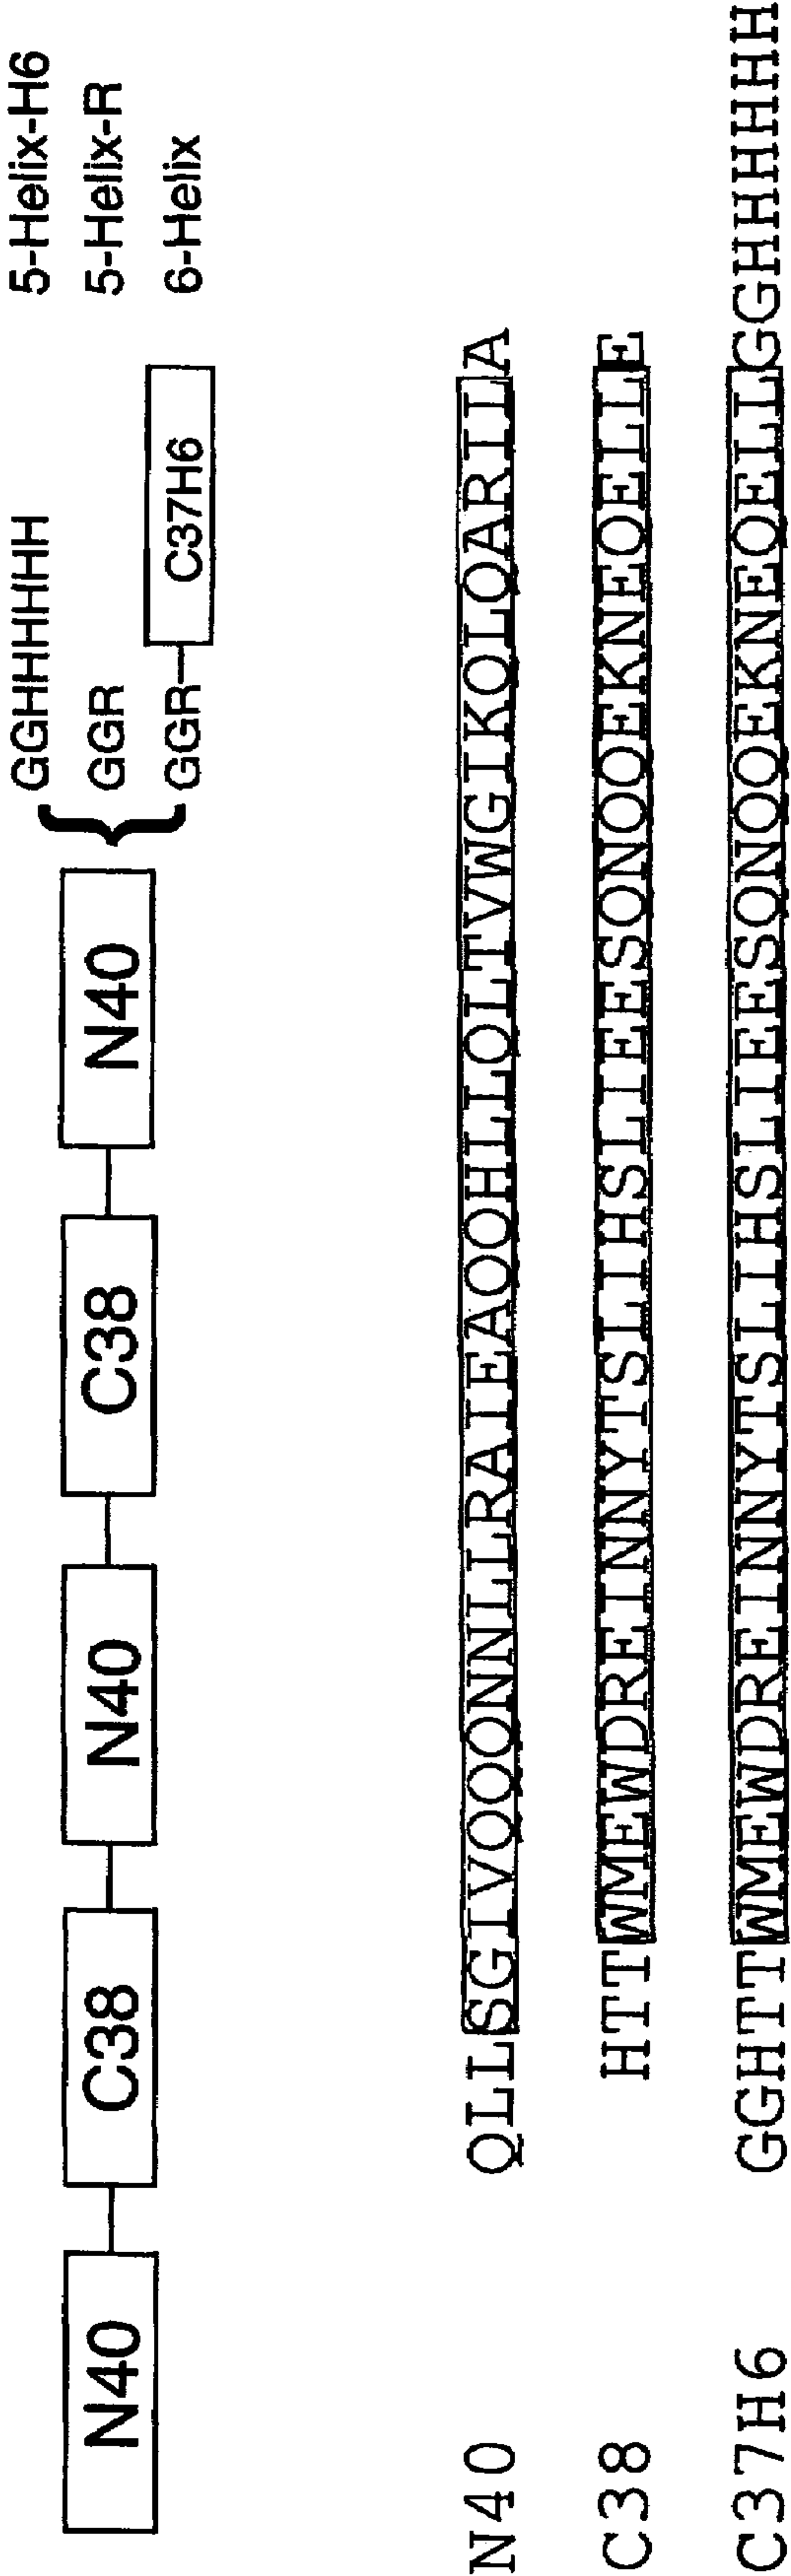 GGHHHHHH 5-Helix-H6
N40 C38 N40 C38 N40 { GGR 5-Helix-R
GGR C37H6 6-Helix
N40 QLLSGIVQQQNNLLRAIEAQQHLLQLTVWGIKQLQARILA
C38 HTTWMEWDREINNYTSLIHSLIEESQNQQEKNEQELLE
C37H6 GGHTTWMEWDREINNYTSLIHSLIEESQNQQEKNEQELLGGHHHHHH